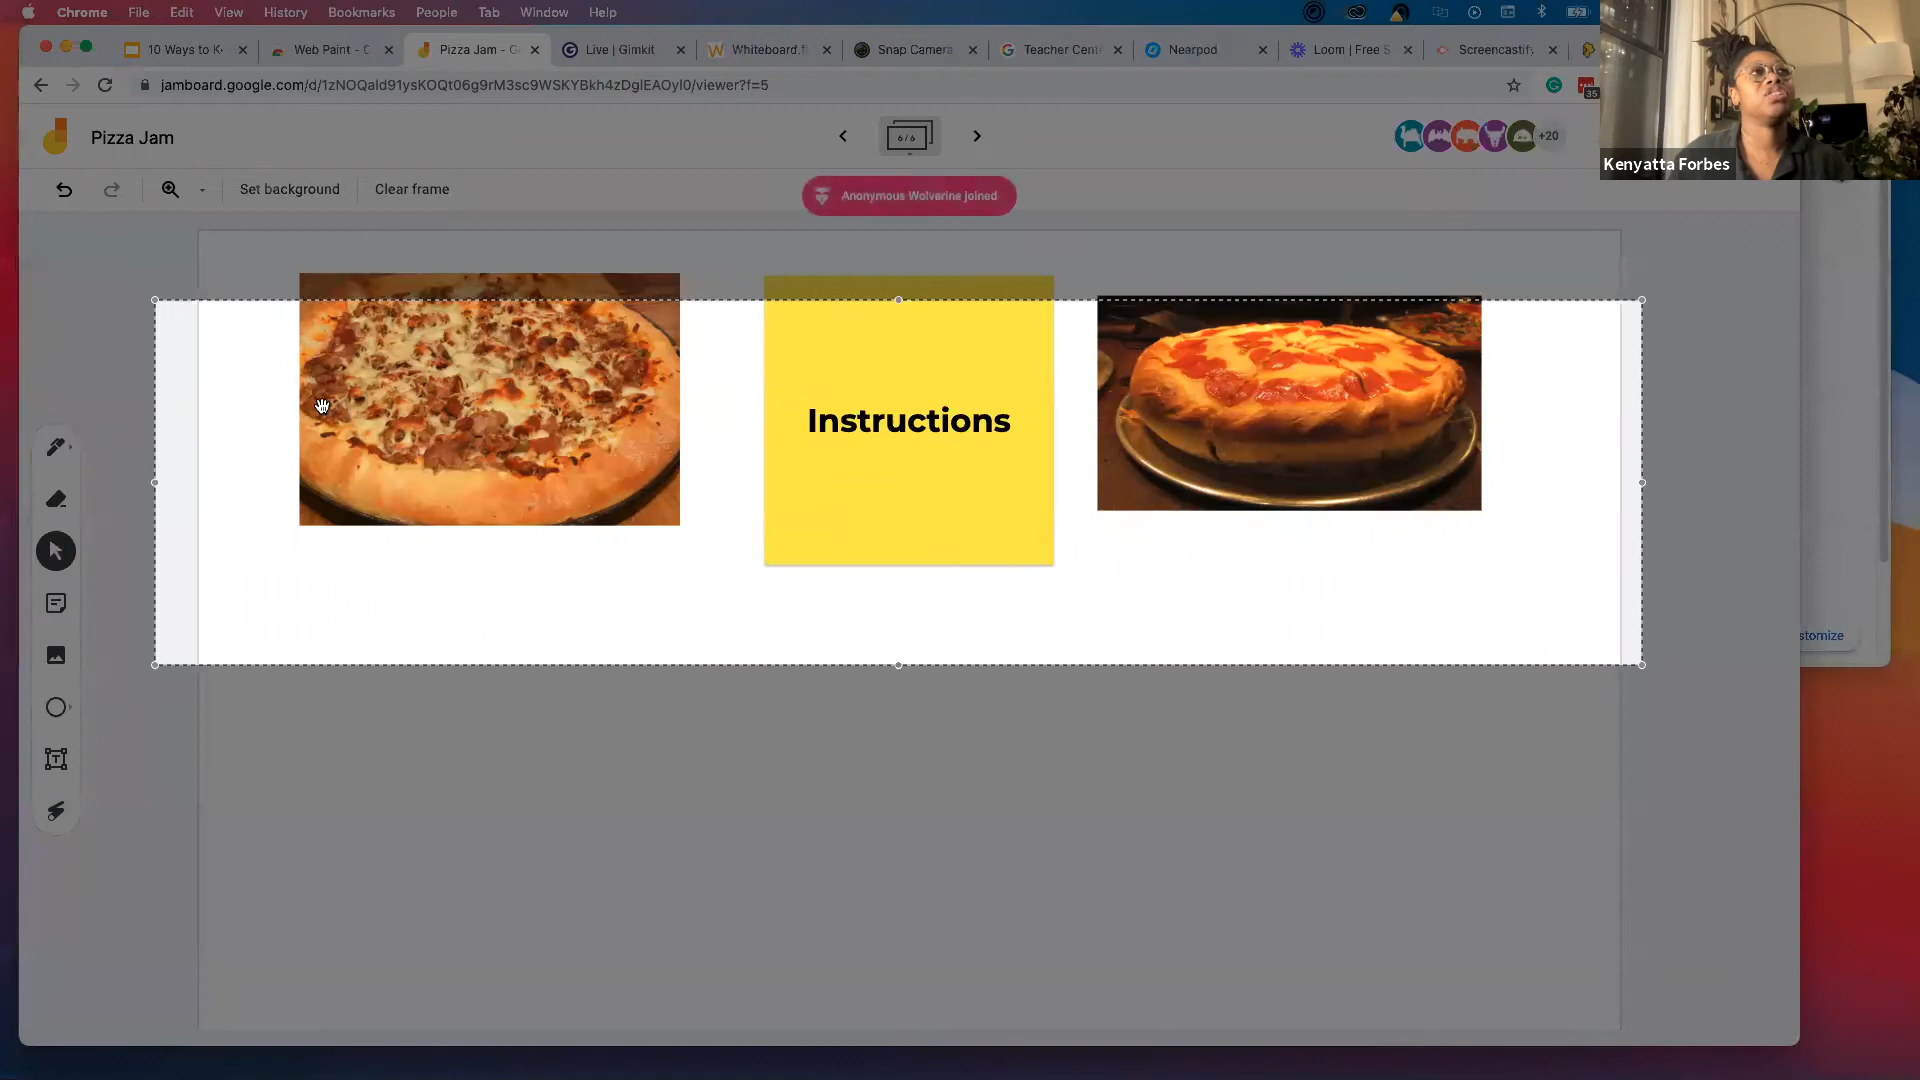 Chrome File Edit View History Bookmarks People Tab Window Help
10 Ways to K Web Paint - C Pizza Jam - G Live | Gimkit Whiteboard.fi Snap Camera Teacher Cent Nearpod Loom | Free S Screencastify
jamboard.google.com/d/1zNOQald91ysKOQt06g9rM3sc9WSKYBkh4zDglEAOyl0/viewer?f=5
35
Pizza Jam
6/6
+20
Kenyatta Forbes
Set background Clear frame
Anonymous Wolverine joined
Instructions
stomize